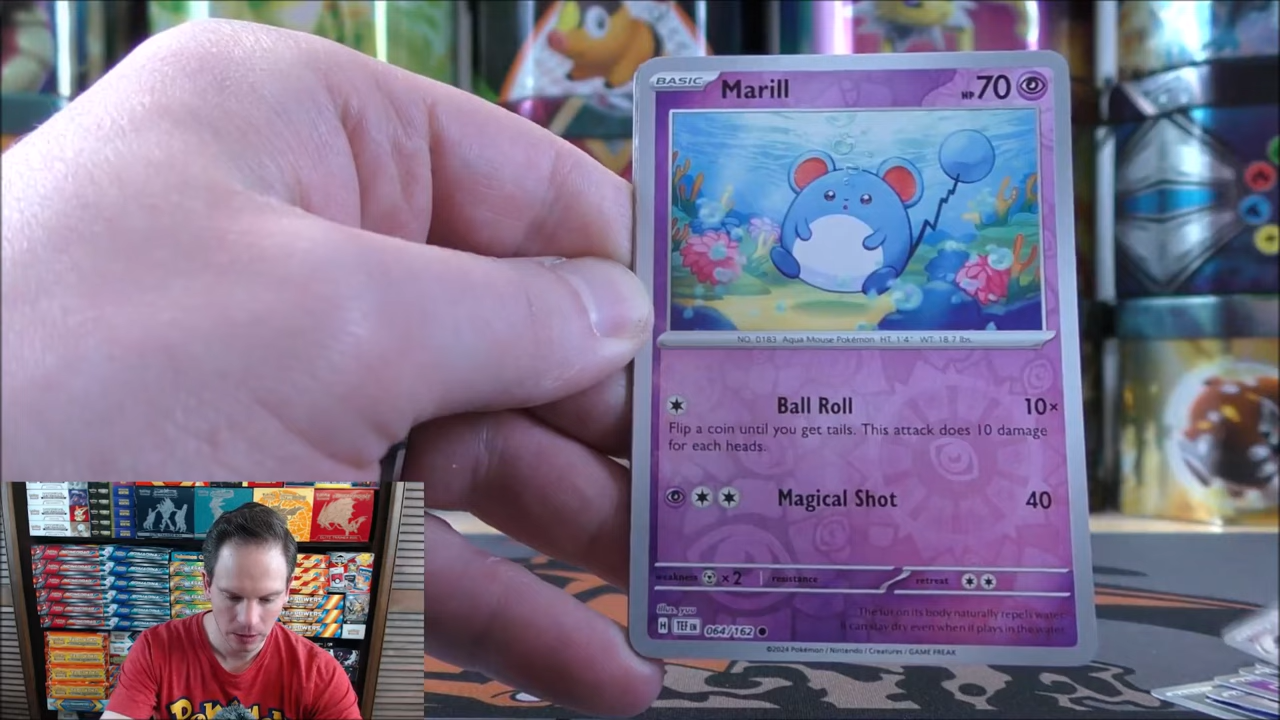 BASIC Marill HP 70
NO. 0183 Aqua Mouse Pokémon HT: 1'4" WT: 18.7 lbs.
Ball Roll 10×
Flip a coin until you get tails. This attack does 10 damage
for each heads.
Magical Shot 40
weakness ×2 resistance retreat
illus. you
The fur on its body naturally repels water.
It can stay dry even when it plays in the water.
H TEF EN 064/162
©2024 Pokémon / Nintendo / Creatures / GAME FREAK
POWERS
Pokémon